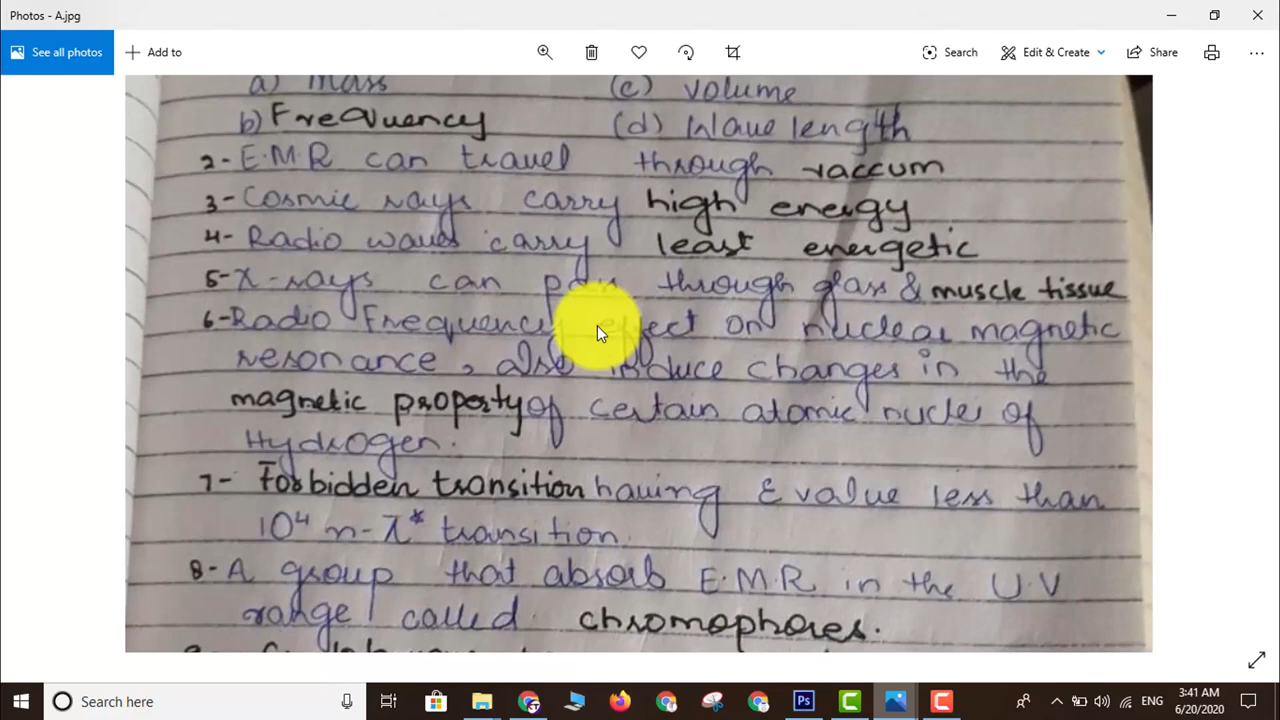 Photos - A.jpg
See all photos
Add to
Search
Edit & Create
Share
a) Mass (c) volume
b) Frequency (d) Wave length
2- E.M.R can travel through vaccum
3- Cosmic rays carry high energy
4- Radio waves carry least energetic
5- X-rays can pass through glass & muscle tissue
6- Radio Frequency effect on nuclear magnetic
resonance, also induce changes in the
magnetic property of certain atomic nuclei of
Hydrogen.
7- Forbidden transition having ε value less than
10⁴ n-π* transition.
8- A group that absorb E.M.R in the U.V
range called chromophores.
Search here
ENG
3:41 AM
6/20/2020